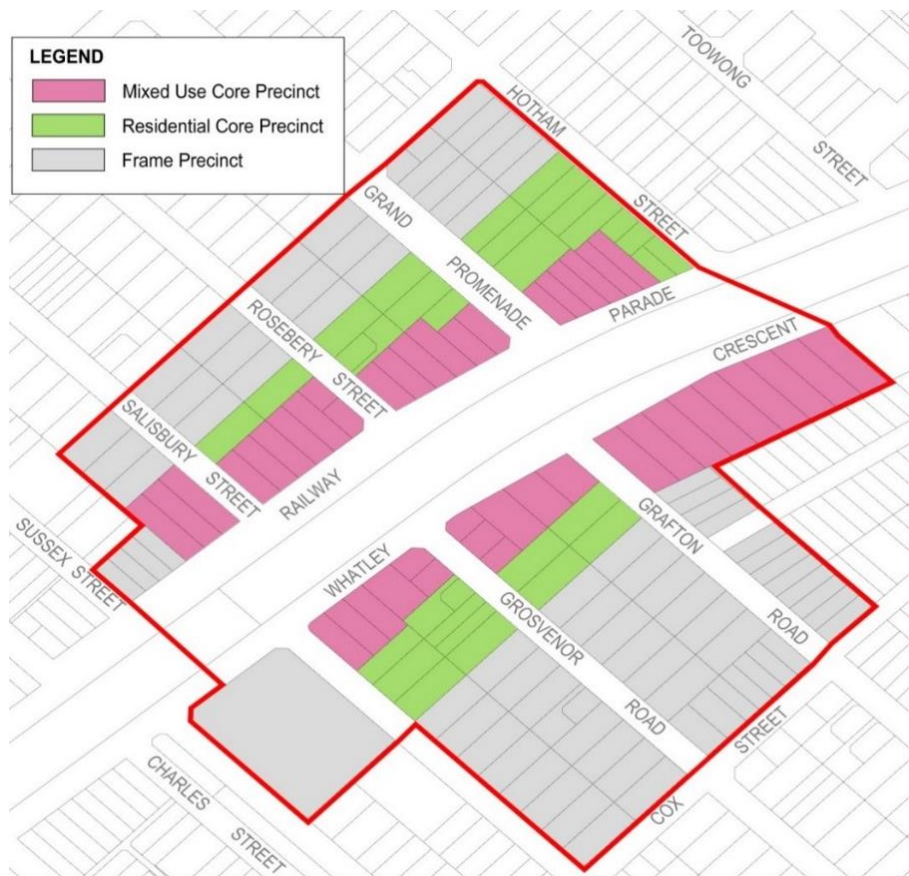 LEGEND
Mixed Use Core Precinct
Residential Core Precinct
Frame Precinct
TOOWONG
STREET
HOTHAM
STREET
GRAND
PROMENADE
PARADE
CRESCENT
ROSEBERY
STREET
SALISBURY
STREET
RAILWAY
SUSSEX STREET
WHATLEY
GRAFTON
ROAD
GROSVENOR
ROAD
COX
STREET
CHARLES
STREET